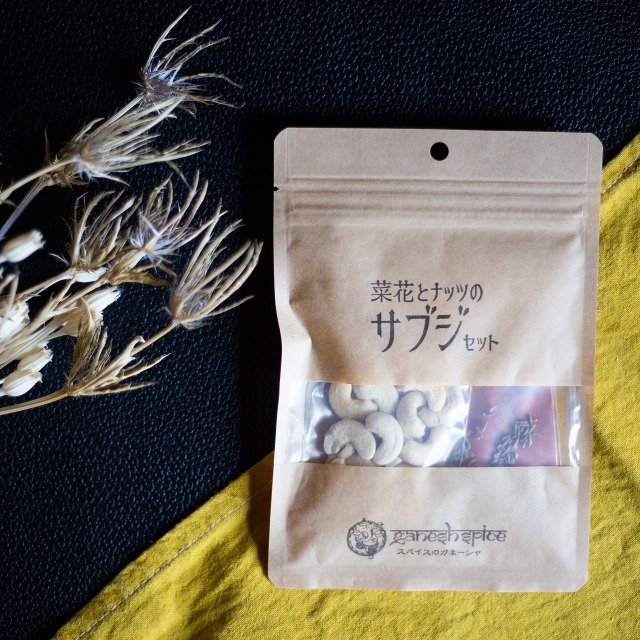 菜花とナッツの
サブジセット
ganesh spice
スパイスのガネーシャ